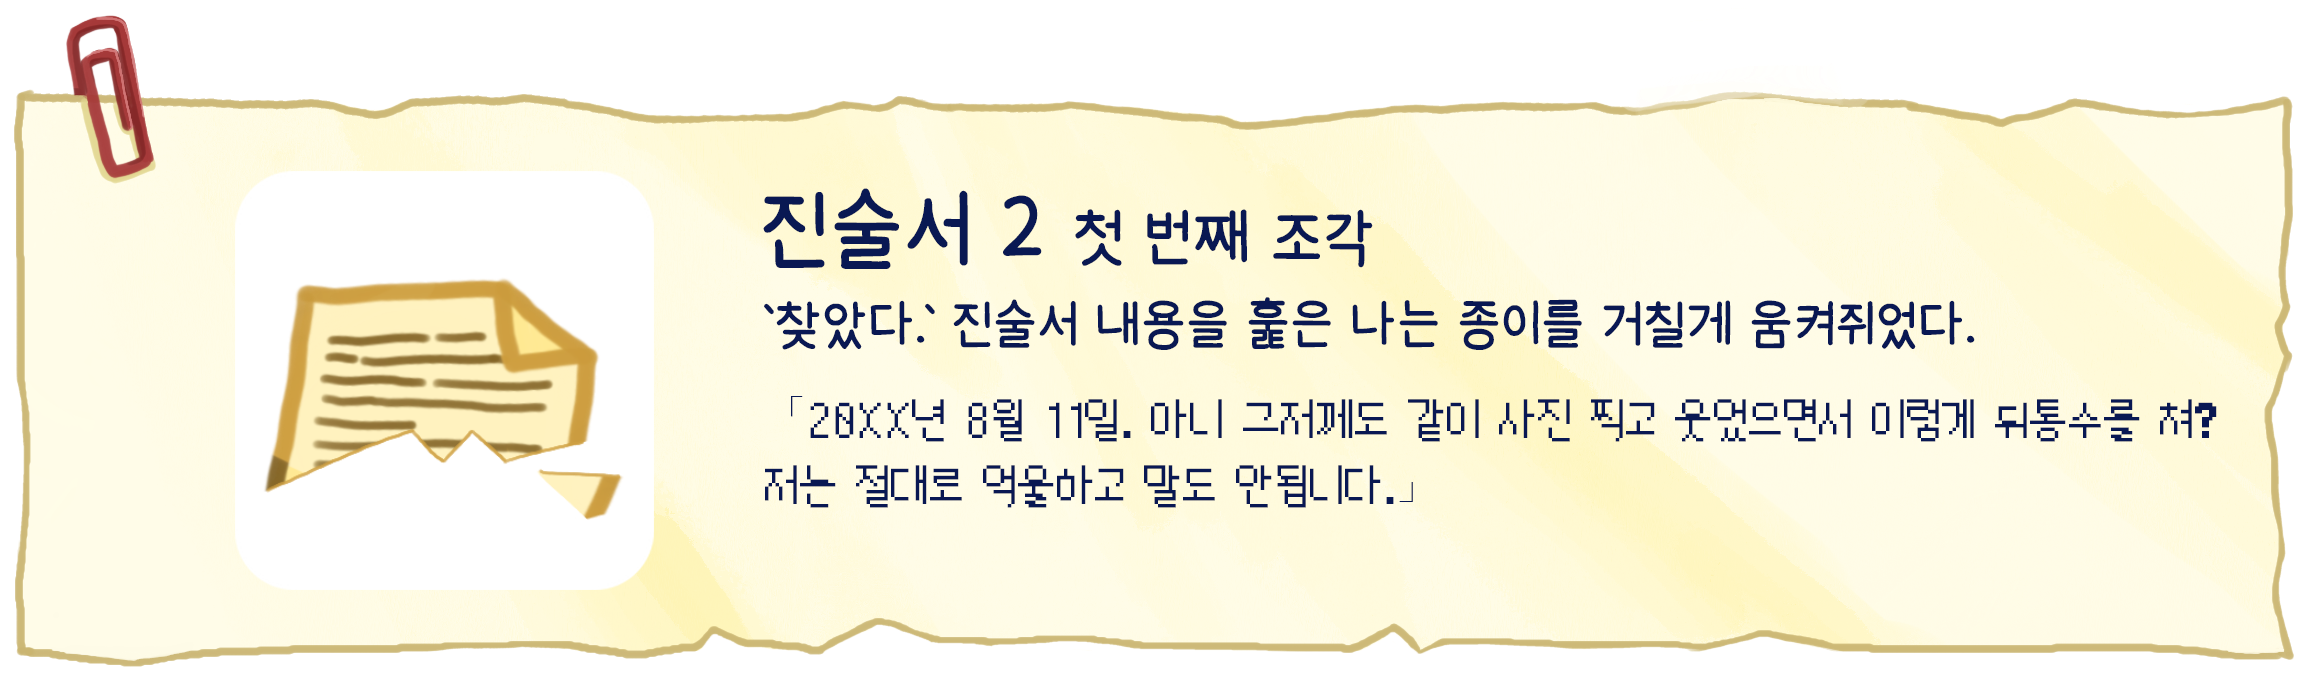 진술서 2 첫 번째 조각
`찾았다.` 진술서 내용을 훑은 나는 종이를 거칠게 움켜쥐었다.
「20XX년 8월 11일. 아니 그저께도 같이 사진 찍고 웃었으면서 이렇게 뒤통수를 쳐?
저는 절대로 억울하고 말도 안됩니다.」